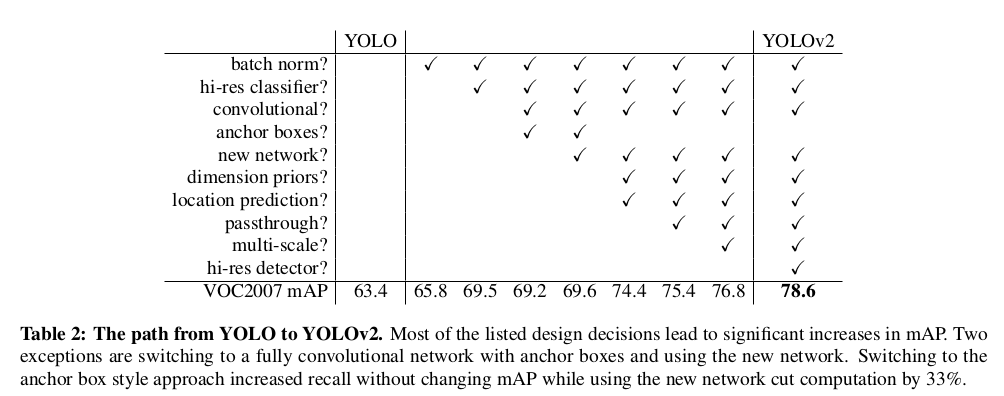 YOLO YOLOv2
batch norm? ✓ ✓ ✓ ✓ ✓ ✓ ✓ ✓
hi-res classifier? ✓ ✓ ✓ ✓ ✓ ✓ ✓
convolutional? ✓ ✓ ✓ ✓ ✓ ✓
anchor boxes? ✓ ✓
new network? ✓ ✓ ✓ ✓ ✓
dimension priors? ✓ ✓ ✓ ✓
location prediction? ✓ ✓ ✓ ✓
passthrough? ✓ ✓ ✓
multi-scale? ✓ ✓
hi-res detector? ✓
VOC2007 mAP 63.4 65.8 69.5 69.2 69.6 74.4 75.4 76.8 78.6
Table 2: The path from YOLO to YOLOv2. Most of the listed design decisions lead to significant increases in mAP. Two
exceptions are switching to a fully convolutional network with anchor boxes and using the new network. Switching to the
anchor box style approach increased recall without changing mAP while using the new network cut computation by 33%.